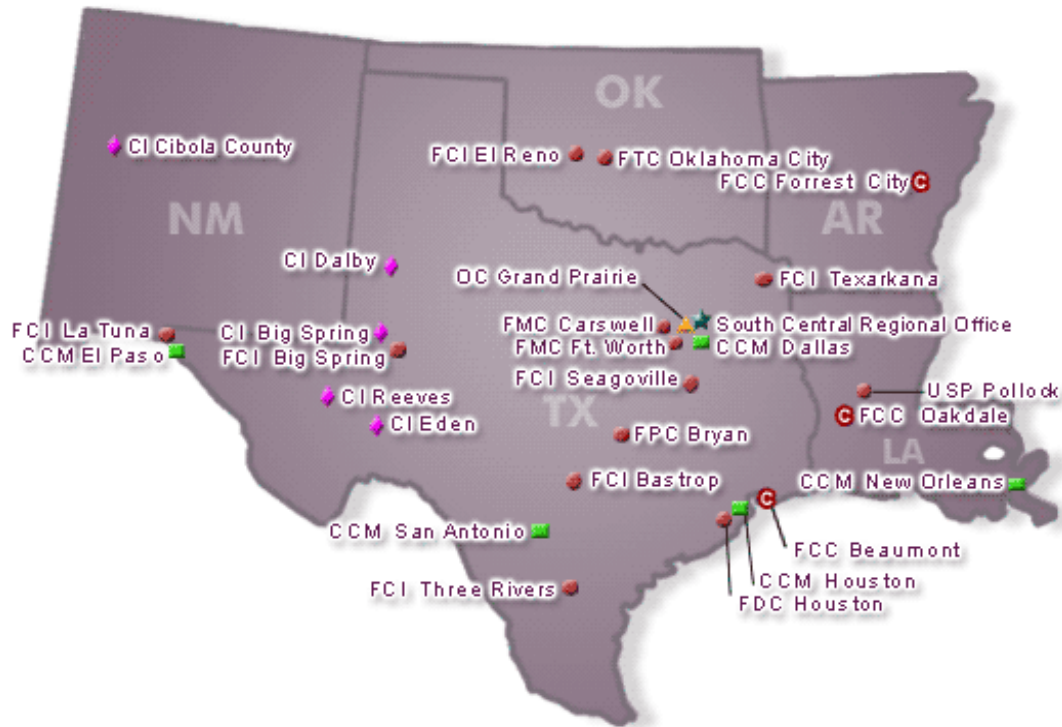 OK
CI Cibola County
FCI El Reno
FTC Oklahoma City
FCC Forrest City
C
NM
AR
CI Dalby
OC Grand Prairie
FCI Texarkana
FCI La Tuna
CCM El Paso
CI Big Spring
FCI Big Spring
FMC Carswell
South Central Regional Office
FMC Ft. Worth
CCM Dallas
FCI Seagoville
CI Reeves
USP Pollock
TX
C
FCC Oakdale
CI Eden
FPC Bryan
LA
FCI Bastrop
CCM New Orleans
C
CCM San Antonio
FCC Beaumont
CCM Houston
FCI Three Rivers
FDC Houston